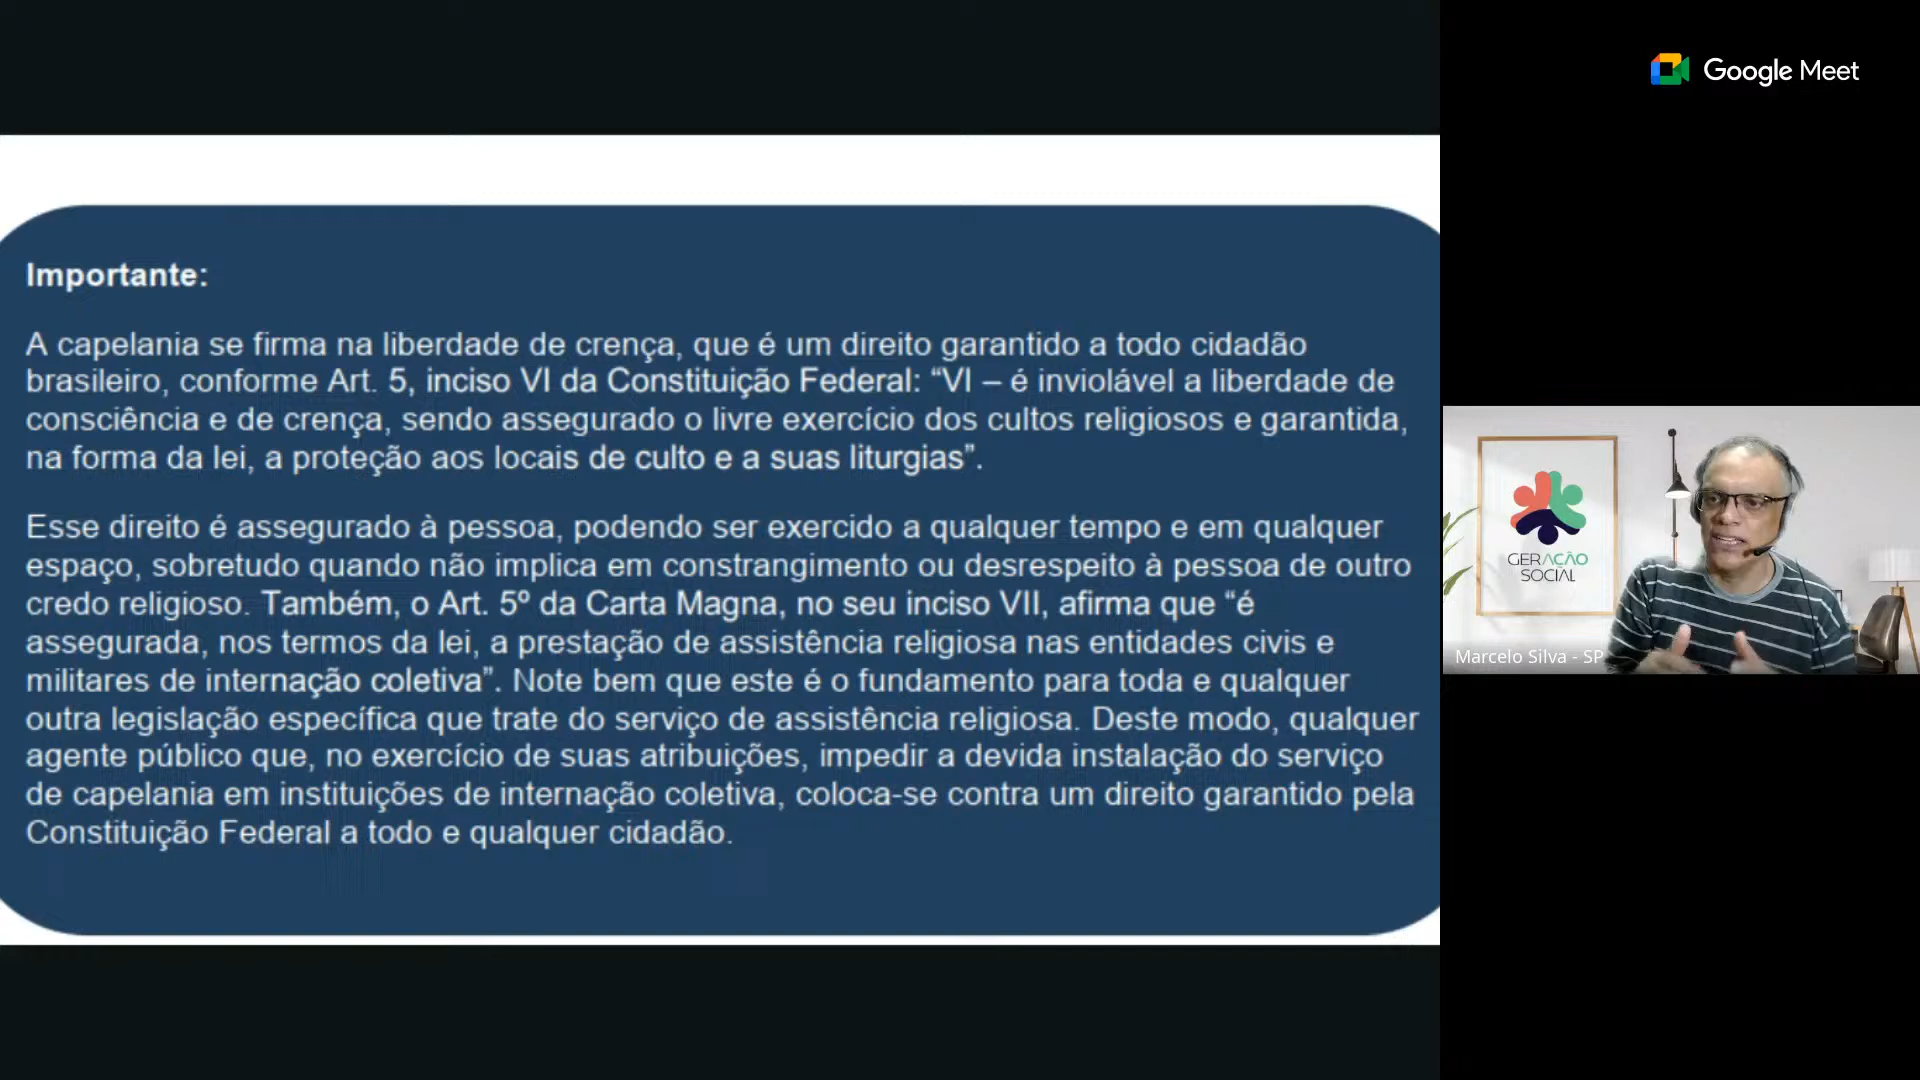 Google Meet
Importante:
A capelania se firma na liberdade de crença, que é um direito garantido a todo cidadão
brasileiro, conforme Art. 5, inciso VI da Constituição Federal: “VI – é inviolável a liberdade de
consciência e de crença, sendo assegurado o livre exercício dos cultos religiosos e garantida,
na forma da lei, a proteção aos locais de culto e a suas liturgias”.
Esse direito é assegurado à pessoa, podendo ser exercido a qualquer tempo e em qualquer
espaço, sobretudo quando não implica em constrangimento ou desrespeito à pessoa de outro
credo religioso. Também, o Art. 5º da Carta Magna, no seu inciso VII, afirma que “é
assegurada, nos termos da lei, a prestação de assistência religiosa nas entidades civis e
militares de internação coletiva”. Note bem que este é o fundamento para toda e qualquer
outra legislação específica que trate do serviço de assistência religiosa. Deste modo, qualquer
agente público que, no exercício de suas atribuições, impedir a devida instalação do serviço
de capelania em instituições de internação coletiva, coloca-se contra um direito garantido pela
Constituição Federal a todo e qualquer cidadão.
GERAÇÃO
SOCIAL
Marcelo Silva - SP